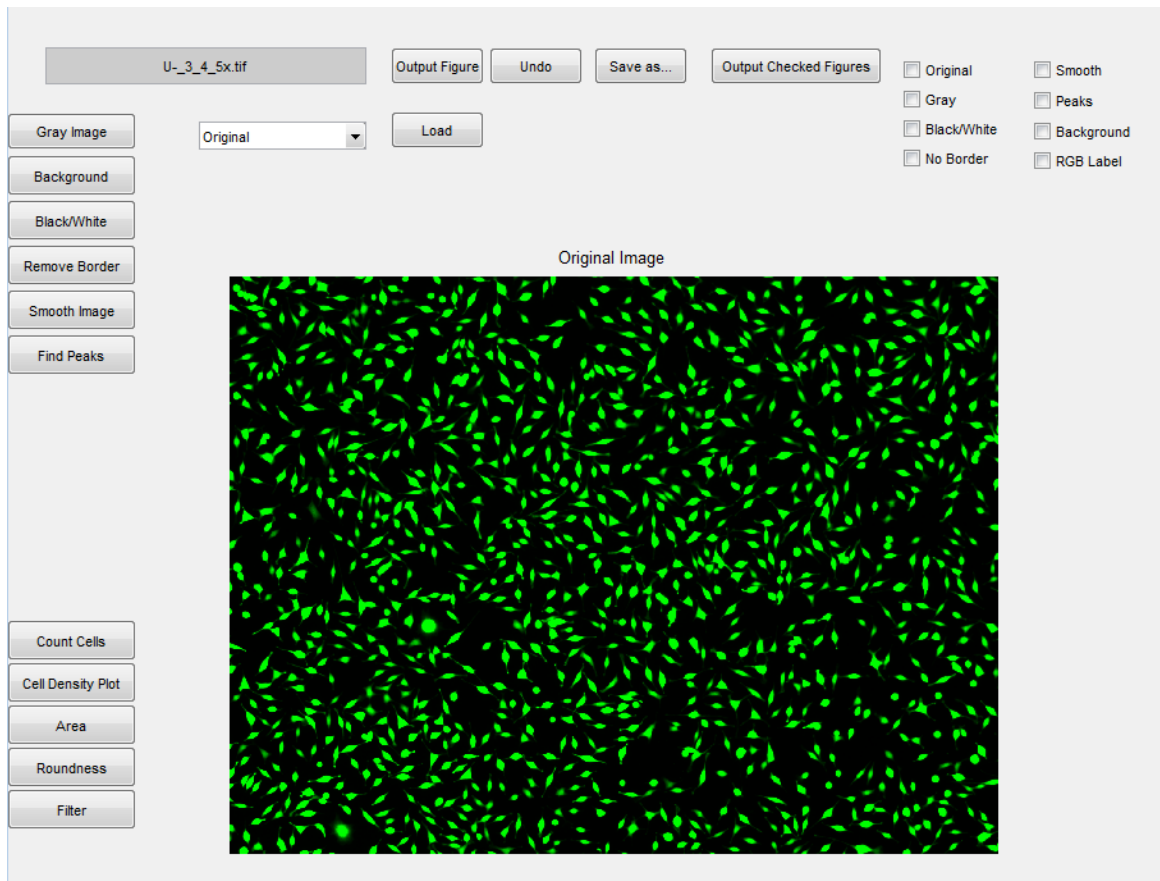 U-_3_4_5x.tif
Output Figure
Undo
Save as...
Output Checked Figures
Original
Smooth
Gray
Peaks
Black/White
Background
No Border
RGB Label
Original
Load
Gray Image
Background
Black/White
Remove Border
Smooth Image
Find Peaks
Original Image
Count Cells
Cell Density Plot
Area
Roundness
Filter